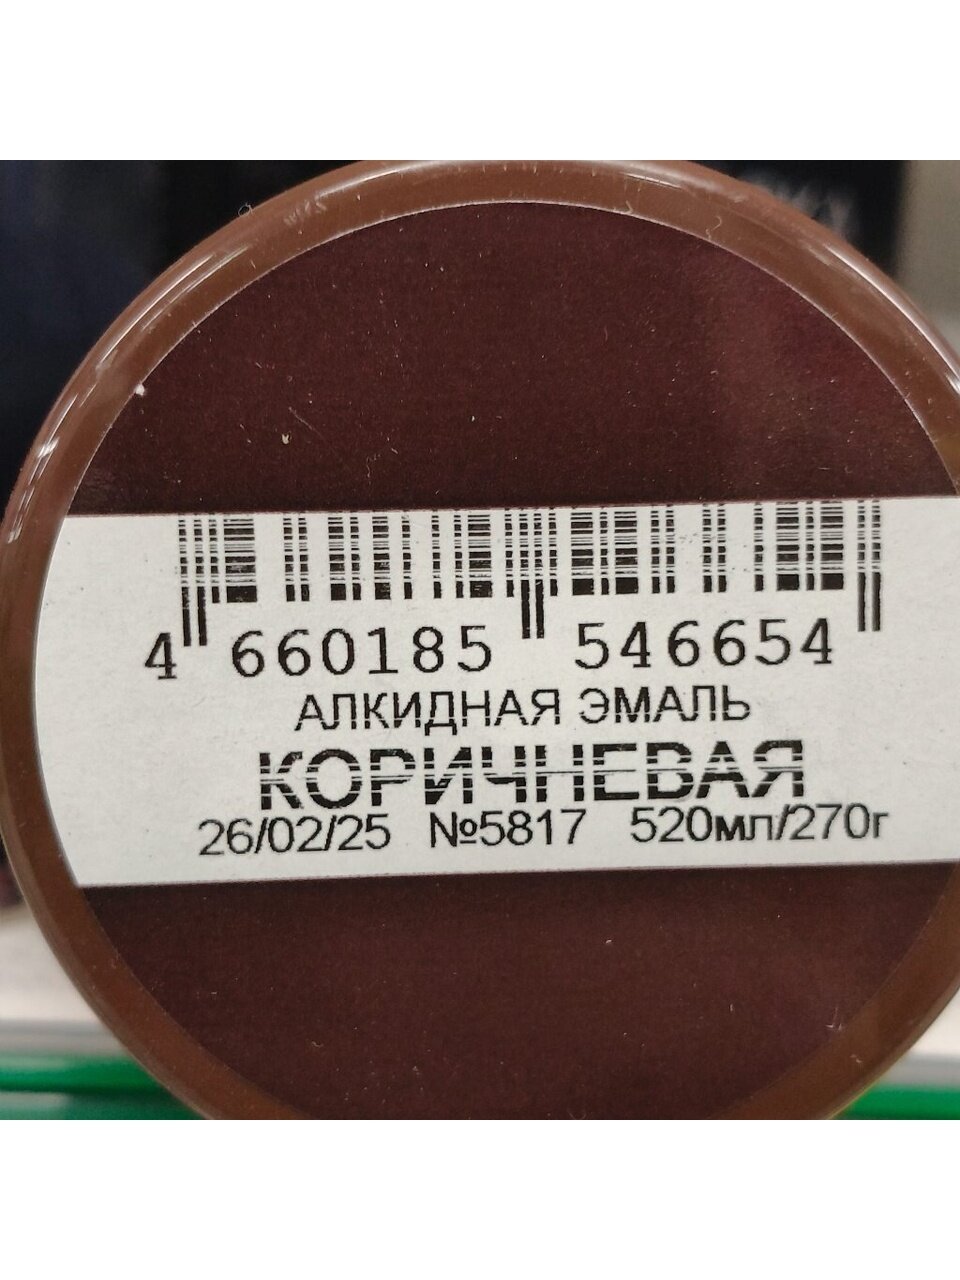 4 660185 546654
АЛКИДНАЯ ЭМАЛЬ
КОРИЧНЕВАЯ
26/02/25 №5817 520мл/270г